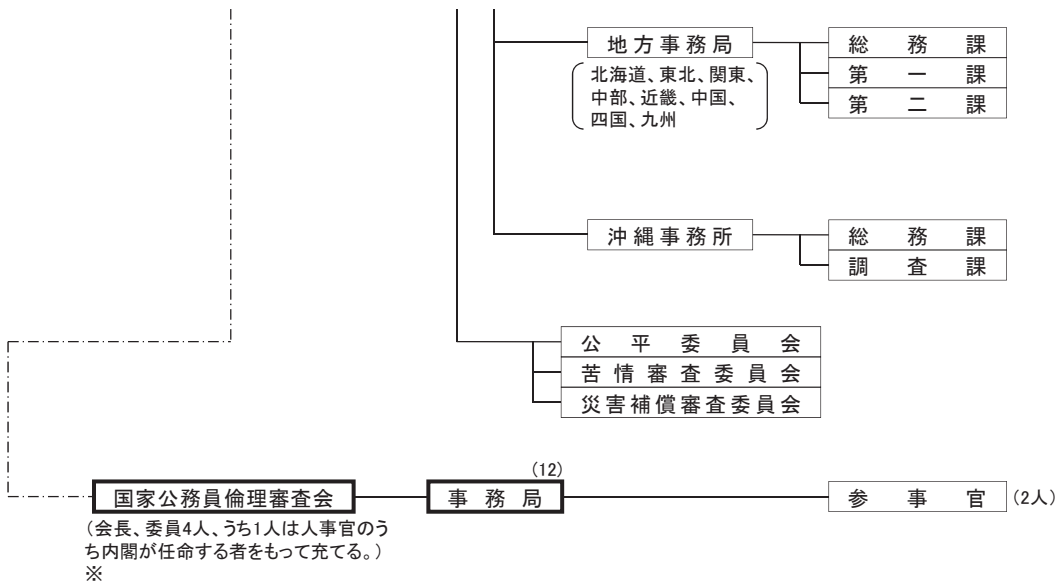 地方事務局
北海道、東北、関東、
中部、近畿、中国、
四国、九州
総務課
第一課
第二課
沖縄事務所
総務課
調査課
公平委員会
苦情審査委員会
災害補償審査委員会
国家公務員倫理審査会
(会長、委員4人、うち1人は人事官のう
ち内閣が任命する者をもって充てる。)
※
(12)
事務局
参事官
(2人)